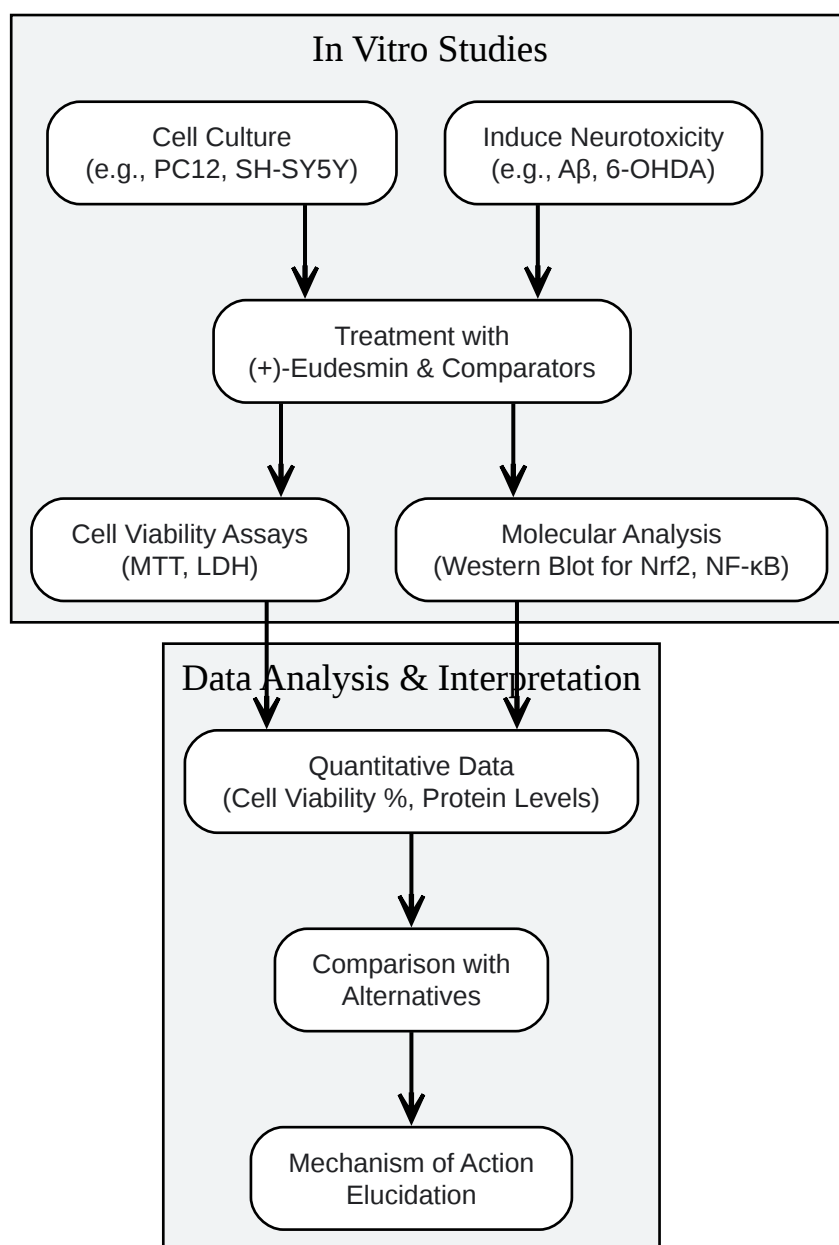 In Vitro Studies
Cell Culture
(e.g., PC12, SH-SY5Y)
Induce Neurotoxicity
(e.g., Aβ, 6-OHDA)
Treatment with
(+)-Eudesmin & Comparators
Cell Viability Assays
(MTT, LDH)
Molecular Analysis
(Western Blot for Nrf2, NF-κB)
Data Analysis & Interpretation
Quantitative Data
(Cell Viability %, Protein Levels)
Comparison with
Alternatives
Mechanism of Action
Elucidation